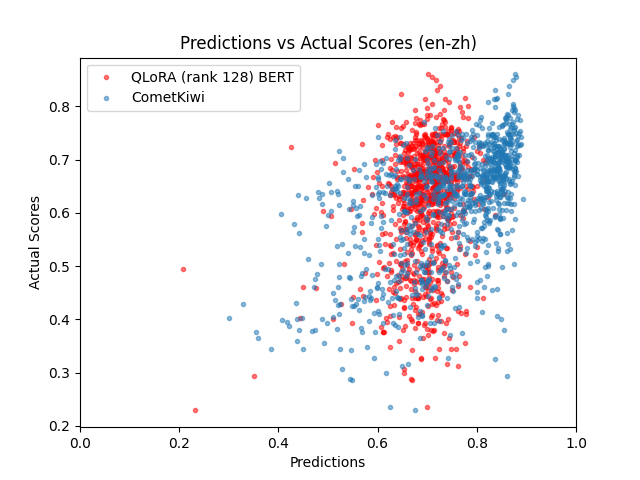 Predictions vs Actual Scores (en-zh)
QLoRA (rank 128) BERT
CometKiwi
Actual Scores
0.8
0.7
0.6
0.5
0.4
0.3
0.2
0.0 0.2 0.4 0.6 0.8 1.0
Predictions